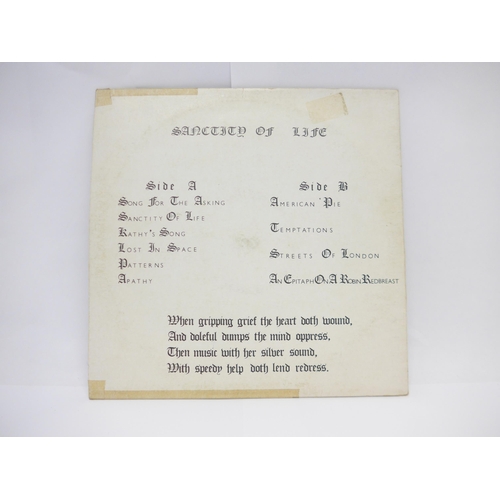 SANCTITY OF LIFE
Side A
SONG FOR THE ASKING
SANCTITY OF LIFE
KATHY'S SONG
LOST IN SPACE
PATTERNS
APATHY
Side B
AMERICAN PIE
TEMPTATIONS
STREETS OF LONDON
AN EPITAPH ON A ROBIN REDBREAST
When gripping grief the heart doth wound,
And doleful dumps the mind oppress,
Then music with her silver sound,
With speedy help doth lend redress.